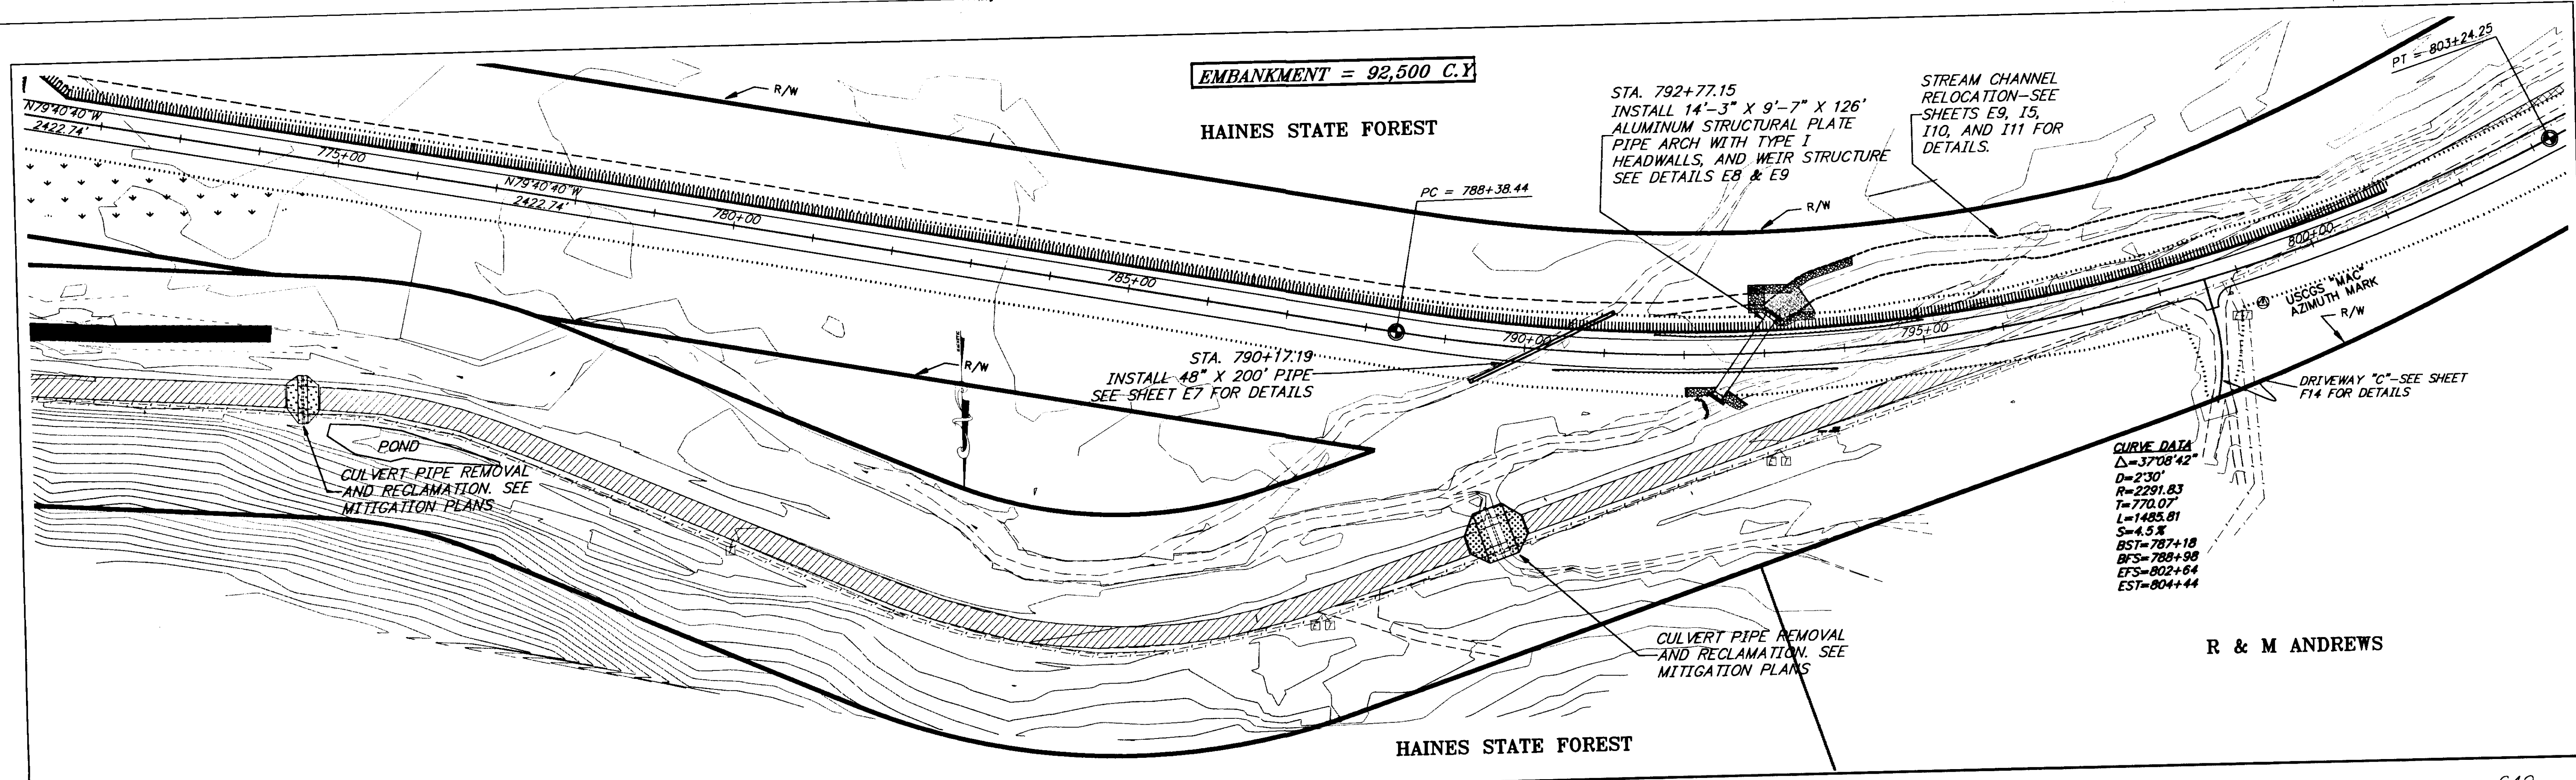 EMBANKMENT = 92,500 C.Y.
HAINES STATE FOREST
R/W
N79°40'40"W
2422.74'
775+00
N79°40'40"W
2422.74'
780+00
785+00
PC = 788+38.44
790+00
795+00
800+00
PT = 803+24.25
STA. 792+77.15
INSTALL 14'-3" X 9'-7" X 126'
ALUMINUM STRUCTURAL PLATE
PIPE ARCH WITH TYPE I
HEADWALLS, AND WEIR STRUCTURE
SEE DETAILS E8 & E9
STREAM CHANNEL
RELOCATION-SEE
SHEETS E9, I5,
I10, AND I11 FOR
DETAILS.
R/W
USCGS "MAC"
AZIMUTH MARK
R/W
STA. 790+17.19
INSTALL 48" X 200' PIPE
SEE SHEET E7 FOR DETAILS
R/W
DRIVEWAY "C"-SEE SHEET
F14 FOR DETAILS
POND
CULVERT PIPE REMOVAL
AND RECLAMATION. SEE
MITIGATION PLANS
CURVE DATA
Δ=37°08'42"
D=2°30'
R=2291.83
T=770.07'
L=1485.81
S=4.5%
BST=787+18
BFS=788+98
EFS=802+64
EST=804+44
CULVERT PIPE REMOVAL
AND RECLAMATION. SEE
MITIGATION PLANS
R & M ANDREWS
HAINES STATE FOREST